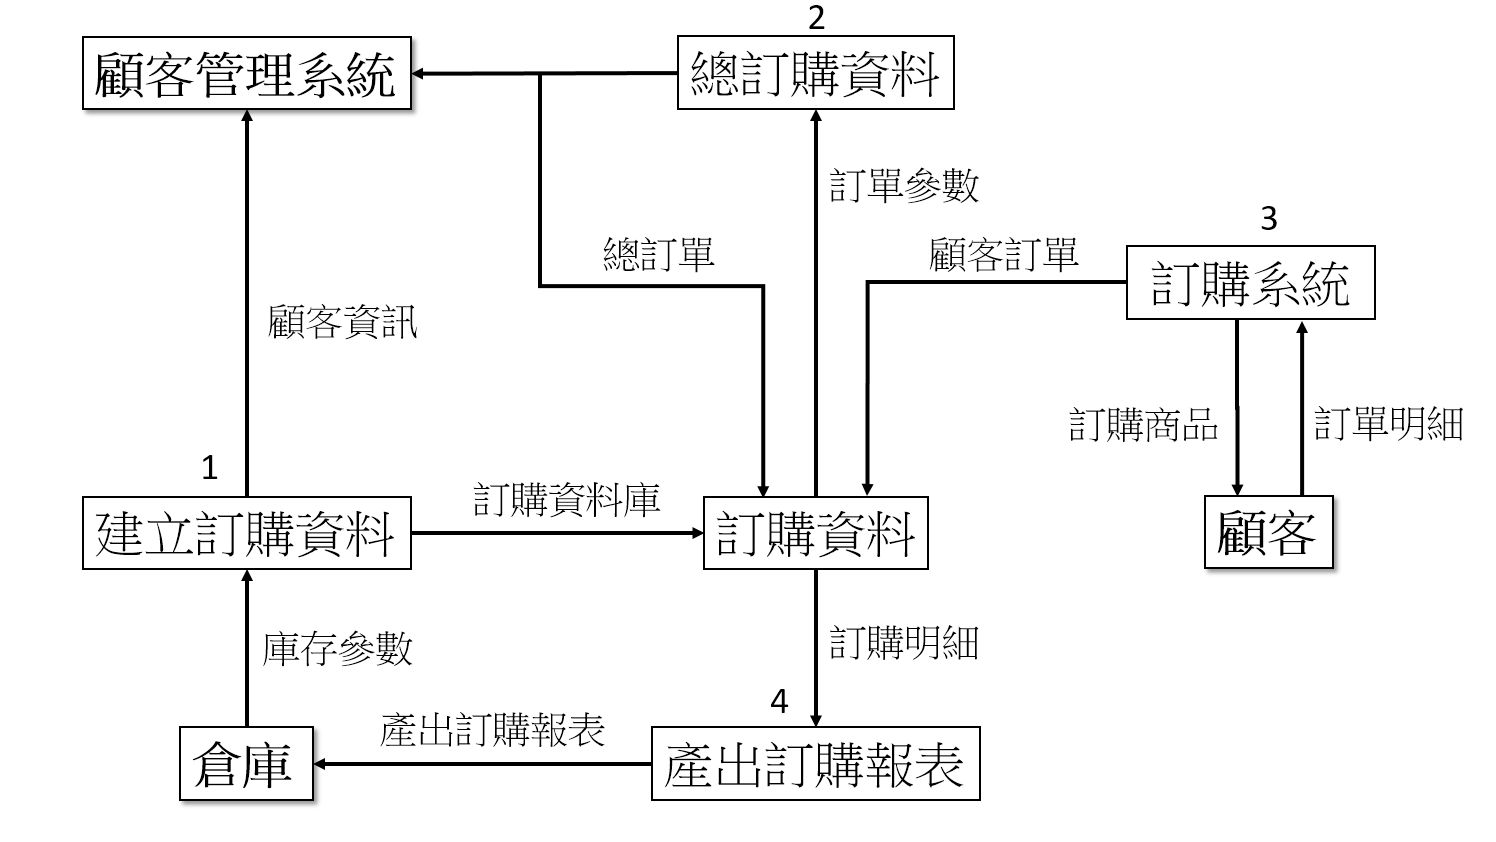 2
顧客管理系統
總訂購資料
訂單參數
3
總訂單
顧客訂單
訂購系統
顧客資訊
訂購商品
訂單明細
1
訂購資料庫
建立訂購資料
訂購資料
顧客
庫存參數
訂購明細
4
產出訂購報表
倉庫
產出訂購報表